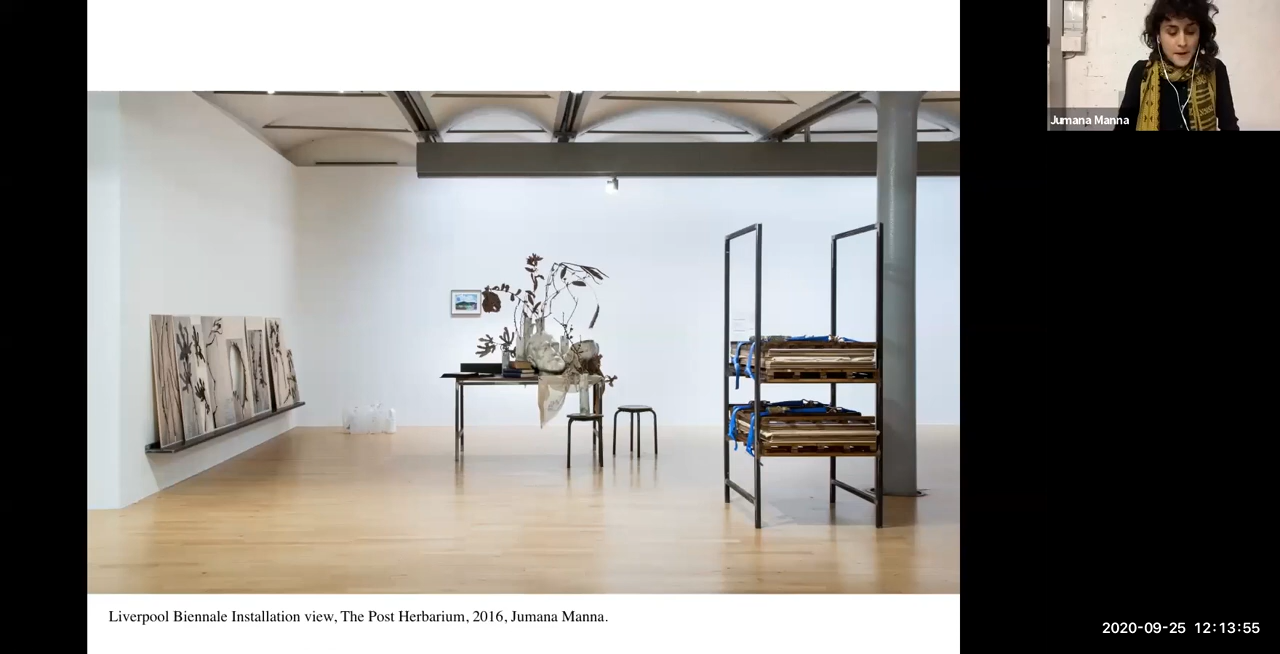 Jumana Manna
Liverpool Biennale Installation view, The Post Herbarium, 2016, Jumana Manna.
2020-09-25 12:13:55